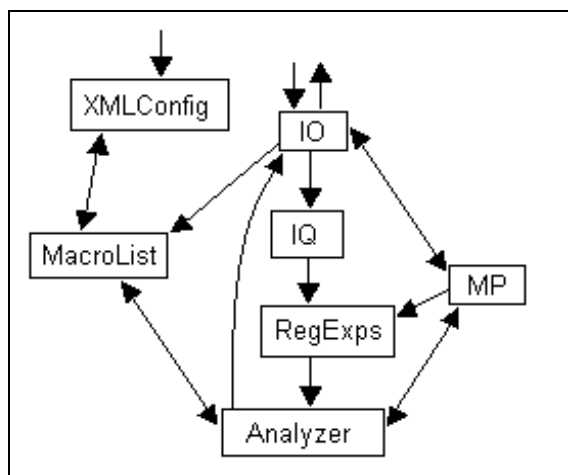 XMLConfig
IO
IQ
MacroList
MP
RegExps
Analyzer